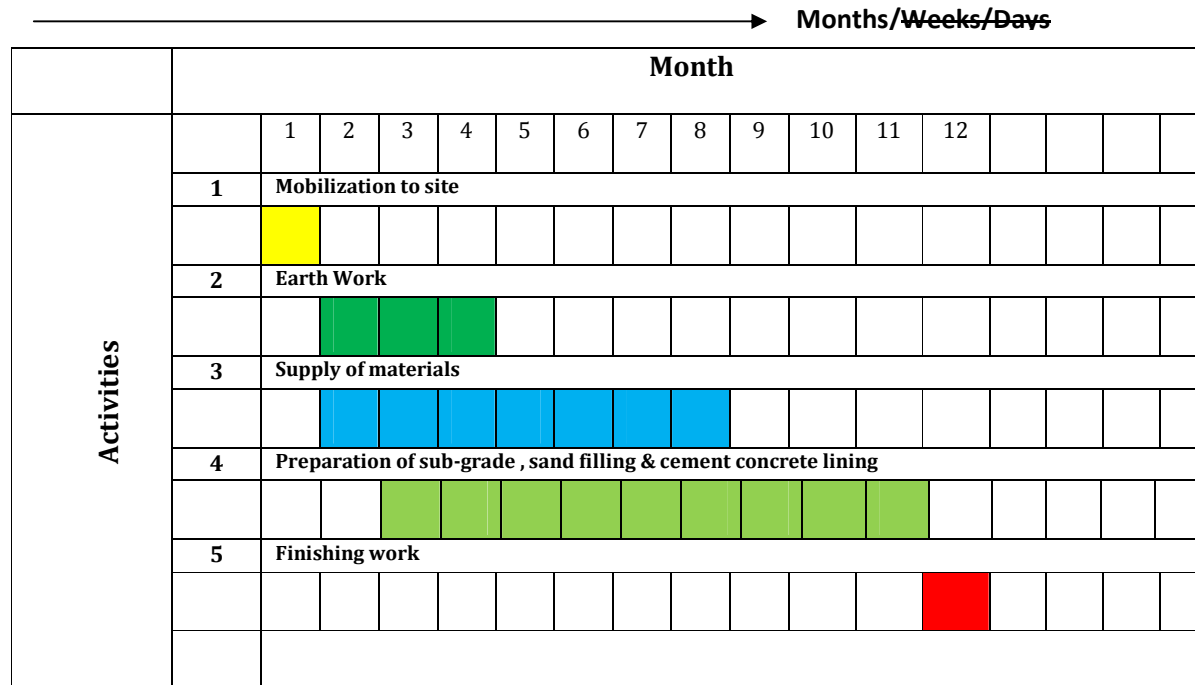 Months/Weeks/Days
Month
1 2 3 4 5 6 7 8 9 10 11 12
Activities
1 Mobilization to site
2 Earth Work
3 Supply of materials
4 Preparation of sub-grade , sand filling & cement concrete lining
5 Finishing work